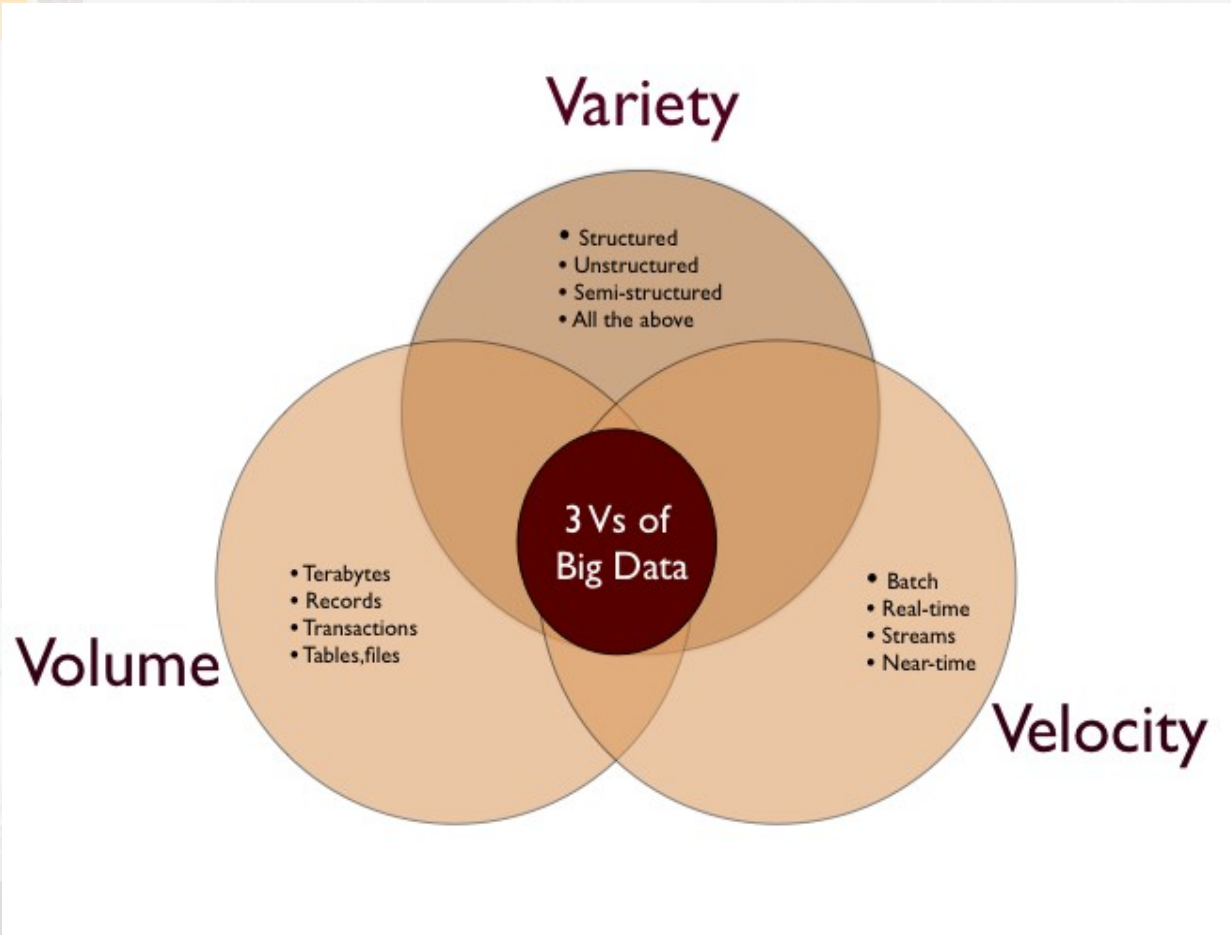 Variety
• Structured
• Unstructured
• Semi-structured
• All the above
3 Vs of
Big Data
• Terabytes
• Records
• Transactions
• Tables,files
Volume
• Batch
• Real-time
• Streams
• Near-time
Velocity